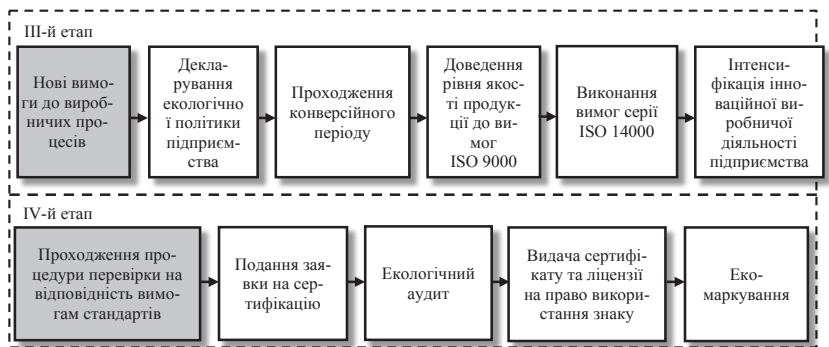 ІІІ-й етап
Нові вимо-
ги до вироб-
ничих про-
цесів
Декла-
рування
екологічно
ї політики
підприєм-
ства
Проходження
конверсійного
періоду
Доведення
рівня якос-
ті продук-
ції до ви-
мог
ISO 9000
Виконання
вимог серії
ISO 14000
Інтенси-
фікація інно-
ваційної ви-
робничої
діяльності
підприємства
IV-й етап
Проходження про-
цедури перевірки на
відповідність вимо-
гам стандартів
Подання зая-
вки на сер-
тифікацію
Екологічний
аудит
Видача сертифі-
кату та ліцензії
на право викори-
стання знаку
Еко-
маркування